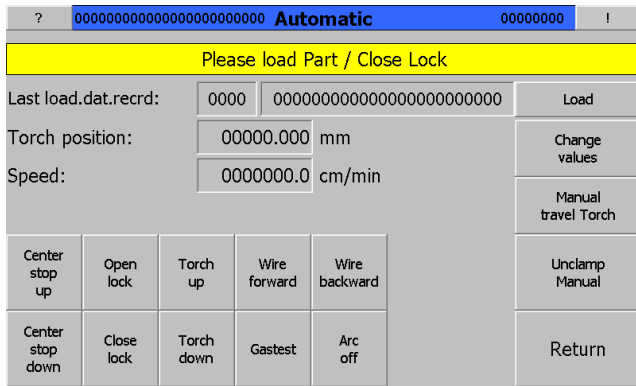 ? 0000000000000000000000 Automatic 00000000 !
Please load Part / Close Lock
Last load.dat.recrd: 0000 000000000000000000000000 Load
Torch position: 00000.000 mm
Change
values
Speed: 0000000.0 cm/min
Manual
travel Torch
Center
stop
up
Open
lock
Torch
up
Wire
forward
Wire
backward
Unclamp
Manual
Center
stop
down
Close
lock
Torch
down
Gastest
Arc
off
Return